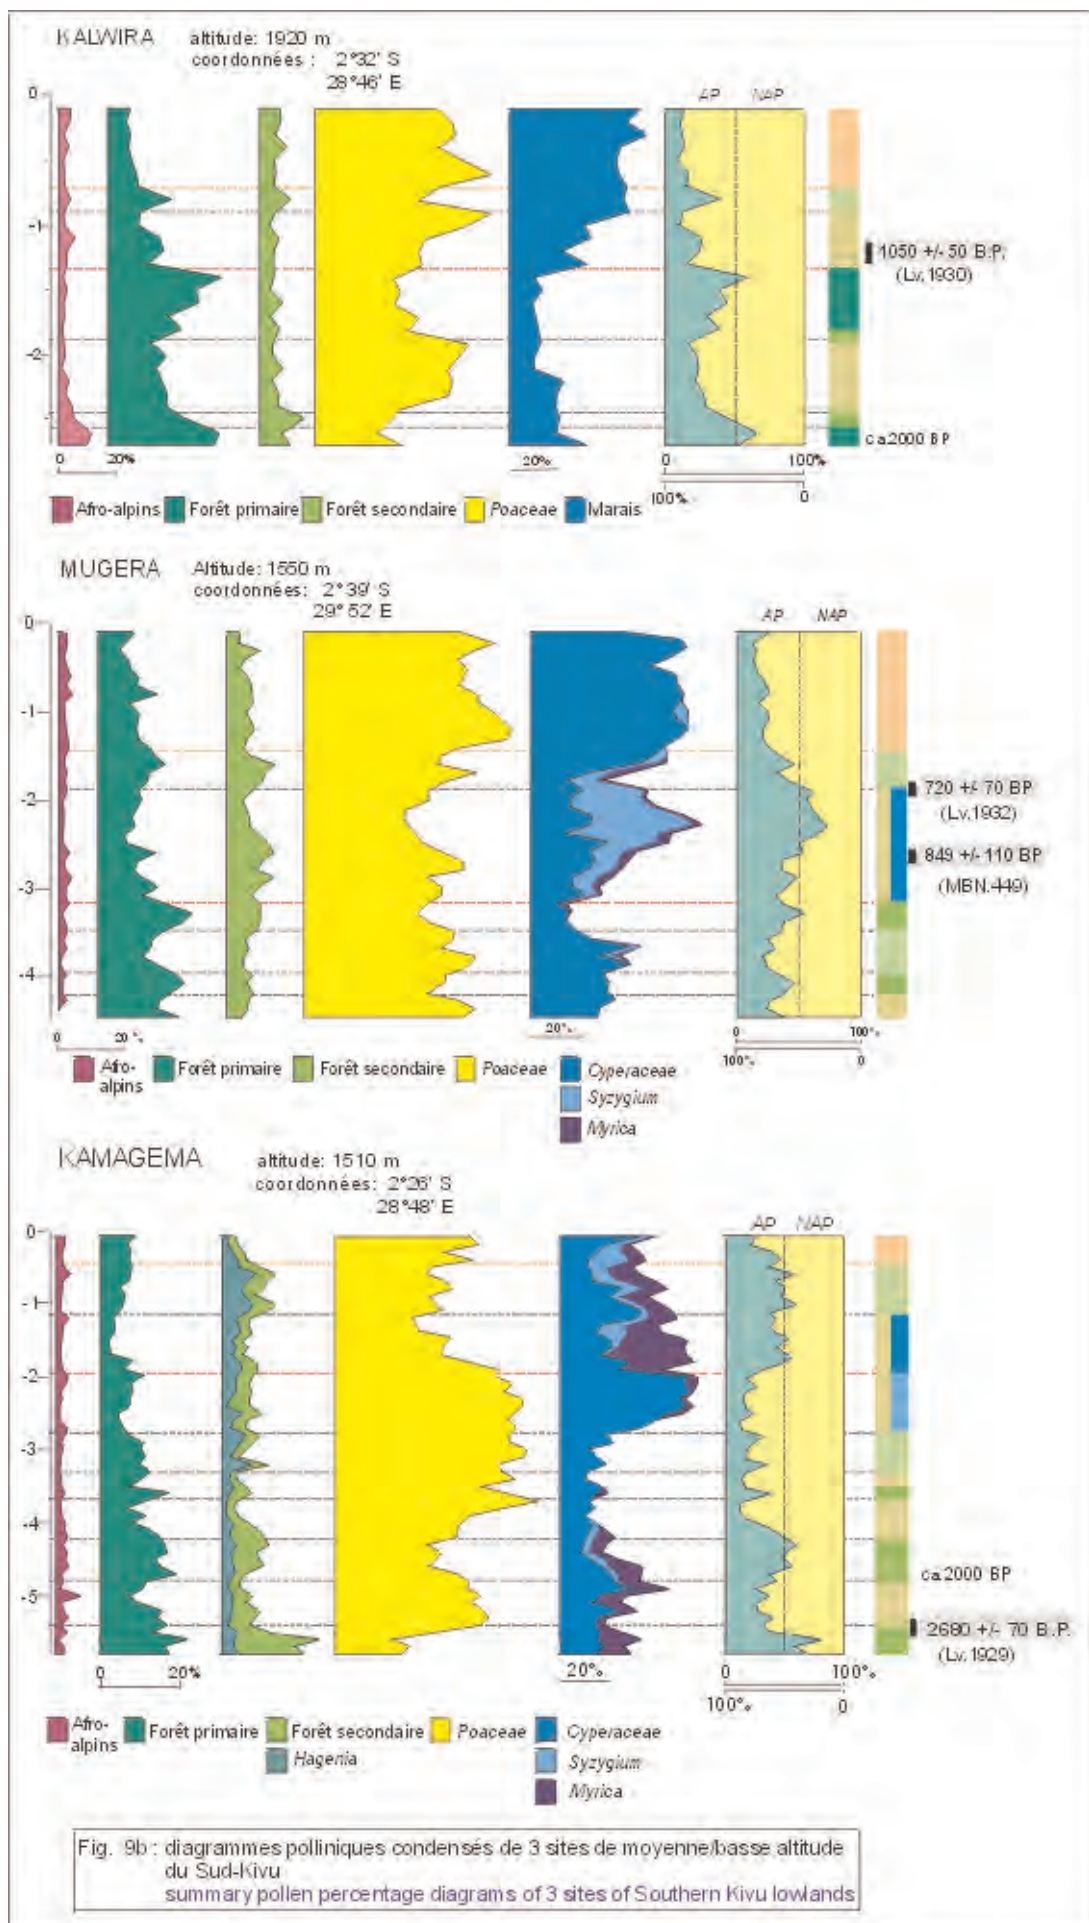 KALWIRA altitude: 1920 m
coordonnées : 2°32' S
28°46' E
0
AP NAP
-1
1050 +/- 50 B.P.
(Lv.1930)
-2
ca2000 BP
0 20% 20% 0 100%
100% 0
Afro-alpins Forêt primaire Forêt secondaire Poaceae Marais
MUGERA Altitude: 1550 m
coordonnées: 2°39' S
29° 52' E
0
AP NAP
-1
-2
720 +/- 70 BP
(Lv.1932)
849 +/-110 BP
-3
(MBN.449)
-4
0 20% 20% 0 100%
100% 0
Afro-alpins Forêt primaire Forêt secondaire Poaceae Cyperaceae
Syzygium
Myrica
KAMAGEMA altitude: 1510 m
coordonnées: 2°26' S
28°48' E
0
AP NAP
-1
-2
-3
-4
ca2000 BP
-5
2680 +/- 70 B.P.
(Lv.1929)
0 20% 20% 0 100%
100% 0
Afro-alpins Forêt primaire Forêt secondaire Poaceae Cyperaceae
Hagenia Syzygium
Myrica
Fig. 9b : diagrammes polliniques condensés de 3 sites de moyenne/basse altitude
du Sud-Kivu
summary pollen percentage diagrams of 3 sites of Southern Kivu lowlands